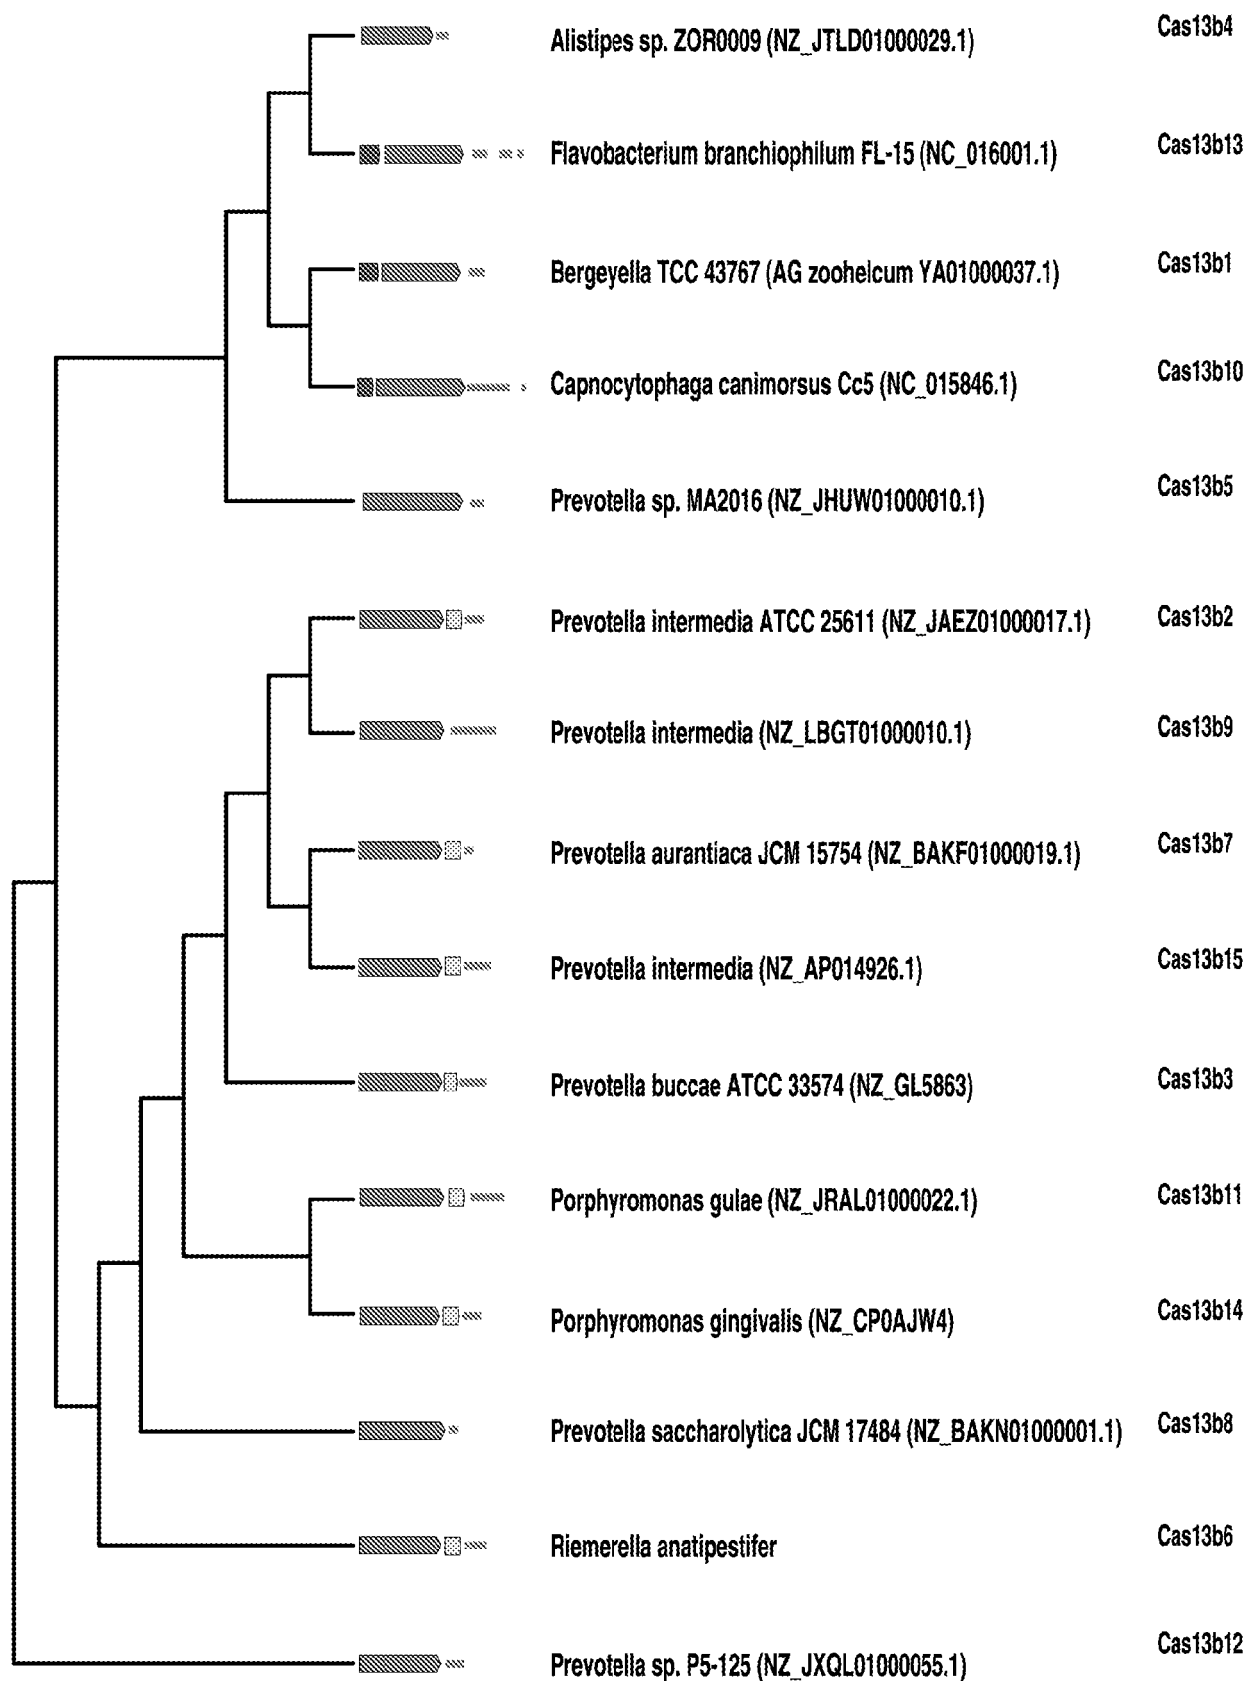 Alistipes sp. ZOR0009 (NZ_JTLD01000029.1) Cas13b4
Flavobacterium branchiophilum FL-15 (NC_016001.1) Cas13b13
Bergeyella TCC 43767 (AG zoohelcum YA01000037.1) Cas13b1
Capnocytophaga canimorsus Cc5 (NC_015846.1) Cas13b10
Prevotella sp. MA2016 (NZ_JHUW01000010.1) Cas13b5
Prevotella intermedia ATCC 25611 (NZ_JAEZ01000017.1) Cas13b2
Prevotella intermedia (NZ_LBGT01000010.1) Cas13b9
Prevotella aurantiaca JCM 15754 (NZ_BAKF01000019.1) Cas13b7
Prevotella intermedia (NZ_AP014926.1) Cas13b15
Prevotella buccae ATCC 33574 (NZ_GL5863) Cas13b3
Porphyromonas gulae (NZ_JRAL01000022.1) Cas13b11
Porphyromonas gingivalis (NZ_CP0AJW4) Cas13b14
Prevotella saccharolytica JCM 17484 (NZ_BAKN01000001.1) Cas13b8
Riemerella anatipestifer Cas13b6
Prevotella sp. P5-125 (NZ_JXQL01000055.1) Cas13b12